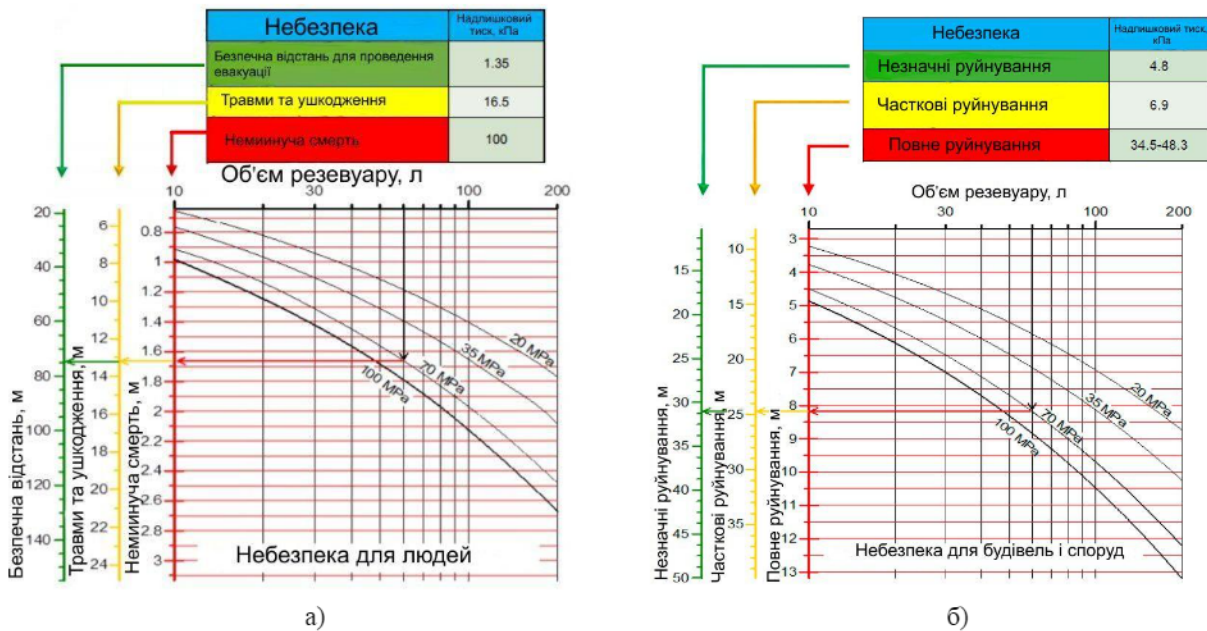 Небезпека
Надлишковий тиск, кПа
Безпечна відстань для проведення евакуації
1.35
Травми та ушкодження
16.5
Немиинуча смерть
100
Об'єм резевуару, л
10 30 100 200
20
40
60
80
100
120
140
Безпечна відстань, м
6
8
10
12
14
16
18
20
22
24
Травми та ушкодження, м
0.8
1
1.2
1.4
1.6
1.8
2
2.2
2.4
2.6
2.8
3
Немиинуча смерть, м
20 MPa
35 MPa
70 MPa
100 MPa
Небезпека для людей
а)
Небезпека
Надлишковий тиск, кПа
Незначні руйнування
4.8
Часткові руйнування
6.9
Повне руйнування
34.5-48.3
Об'єм резевуару, л
10 30 100 200
15
20
25
30
35
40
45
50
Незначні руйнування, м
10
15
20
25
30
35
Часткові руйнування, м
3
4
5
6
7
8
9
10
11
12
13
Повне руйнування, м
20 MPa
35 MPa
70 MPa
100 MPa
Небезпека для будівель і споруд
б)